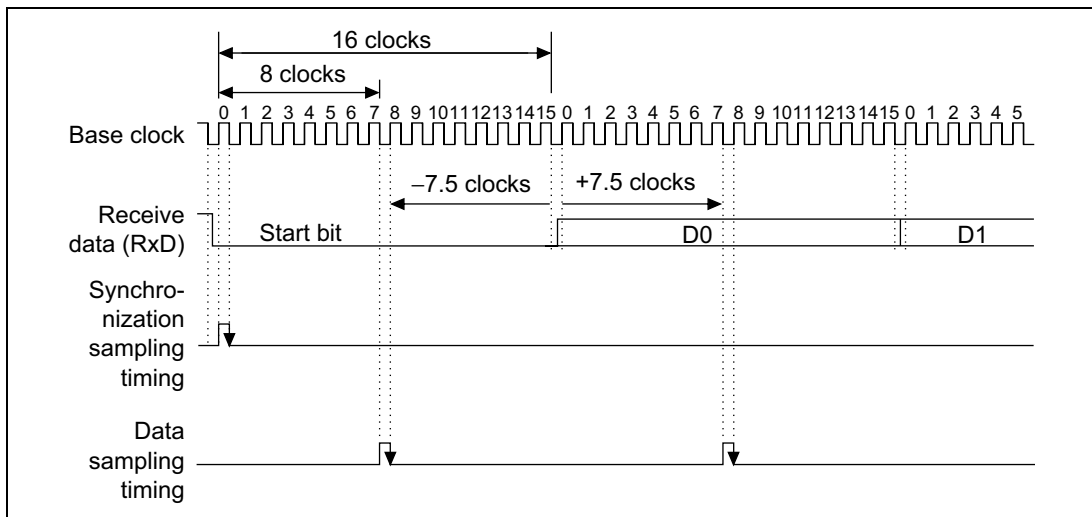 16 clocks
8 clocks
0 1 2 3 4 5 6 7 8 9 10 11 12 13 14 15 0 1 2 3 4 5 6 7 8 9 10 11 12 13 14 15 0 1 2 3 4 5
Base clock
–7.5 clocks +7.5 clocks
Receive
data (RxD)
Start bit D0 D1
Synchro-
nization
sampling
timing
Data
sampling
timing